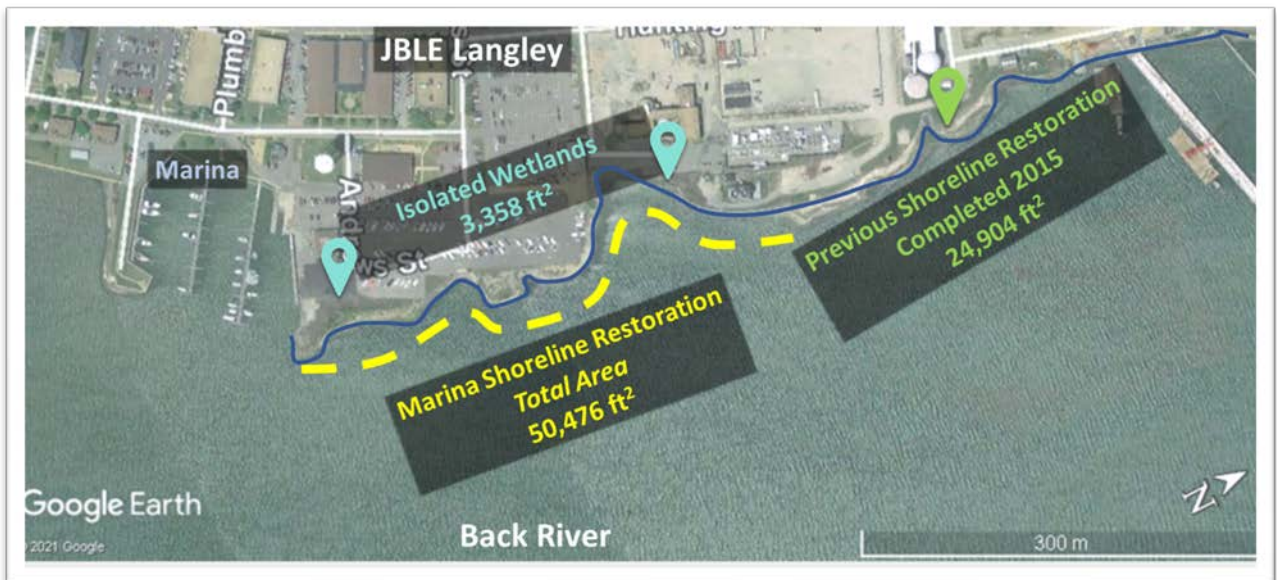 JBLE Langley
Hunting
Plumb
Marina
Isolated Wetlands
3,358 ft²
Previous Shoreline Restoration
Completed 2015
24,904 ft²
ws St
Marina Shoreline Restoration
Total Area
50,476 ft²
Google Earth
2021 Google
Back River
N
300 m